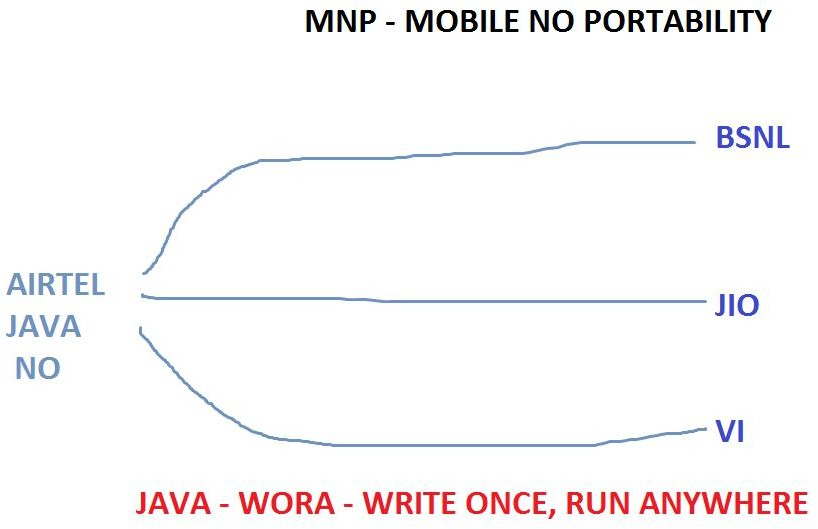 MNP - MOBILE NO PORTABILITY
BSNL
AIRTEL
JAVA
NO
JIO
VI
JAVA - WORA - WRITE ONCE, RUN ANYWHERE